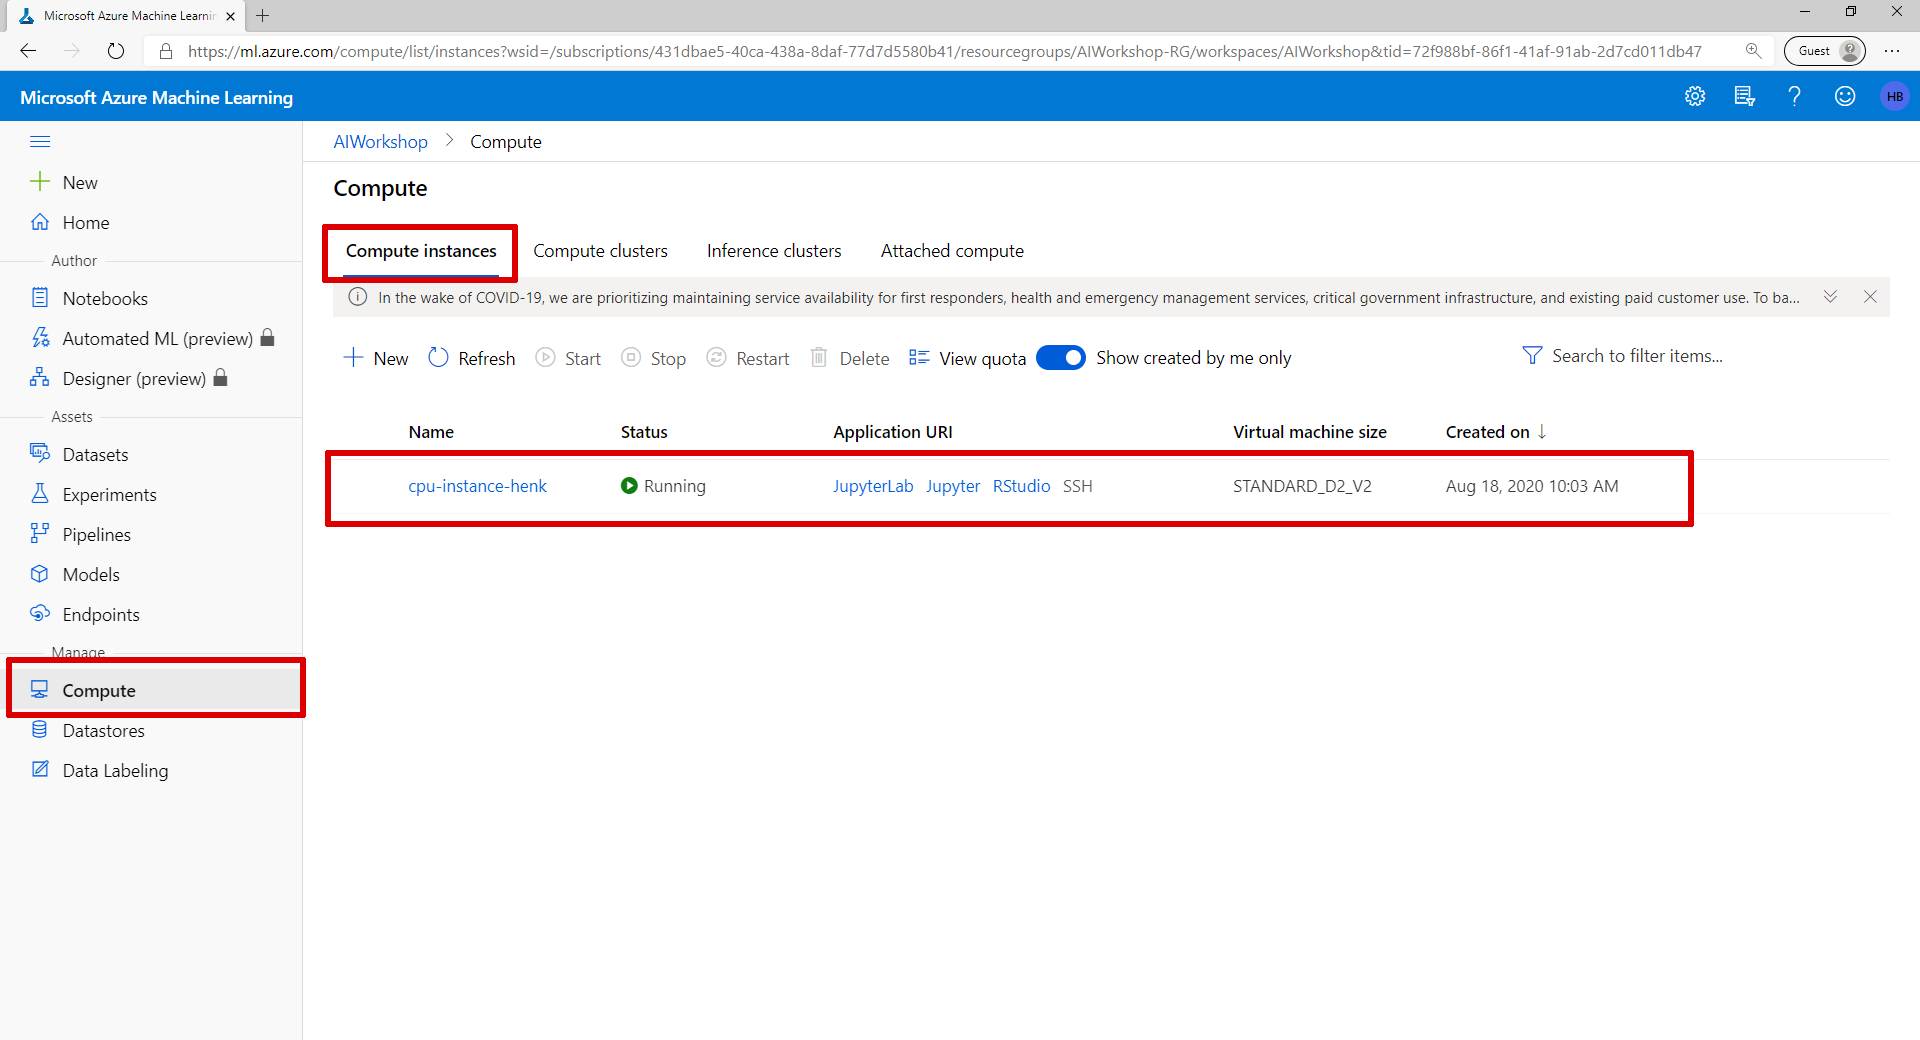 Microsoft Azure Machine Learnin
https://ml.azure.com/compute/list/instances?wsid=/subscriptions/431dbae5-40ca-438a-8daf-77d7d5580b41/resourcegroups/AIWorkshop-RG/workspaces/AIWorkshop&tid=72f988bf-86f1-41af-91ab-2d7cd011db47
Guest
Microsoft Azure Machine Learning
HB
New
Home
Author
Notebooks
Automated ML (preview)
Designer (preview)
Assets
Datasets
Experiments
Pipelines
Models
Endpoints
Manage
Compute
Datastores
Data Labeling
AIWorkshop > Compute
Compute
Compute instances Compute clusters Inference clusters Attached compute
In the wake of COVID-19, we are prioritizing maintaining service availability for first responders, health and emergency management services, critical government infrastructure, and existing paid customer use. To ba...
New Refresh Start Stop Restart Delete View quota Show created by me only Search to filter items...
Name Status Application URI Virtual machine size Created on ↓
cpu-instance-henk Running JupyterLab Jupyter RStudio SSH STANDARD_D2_V2 Aug 18, 2020 10:03 AM